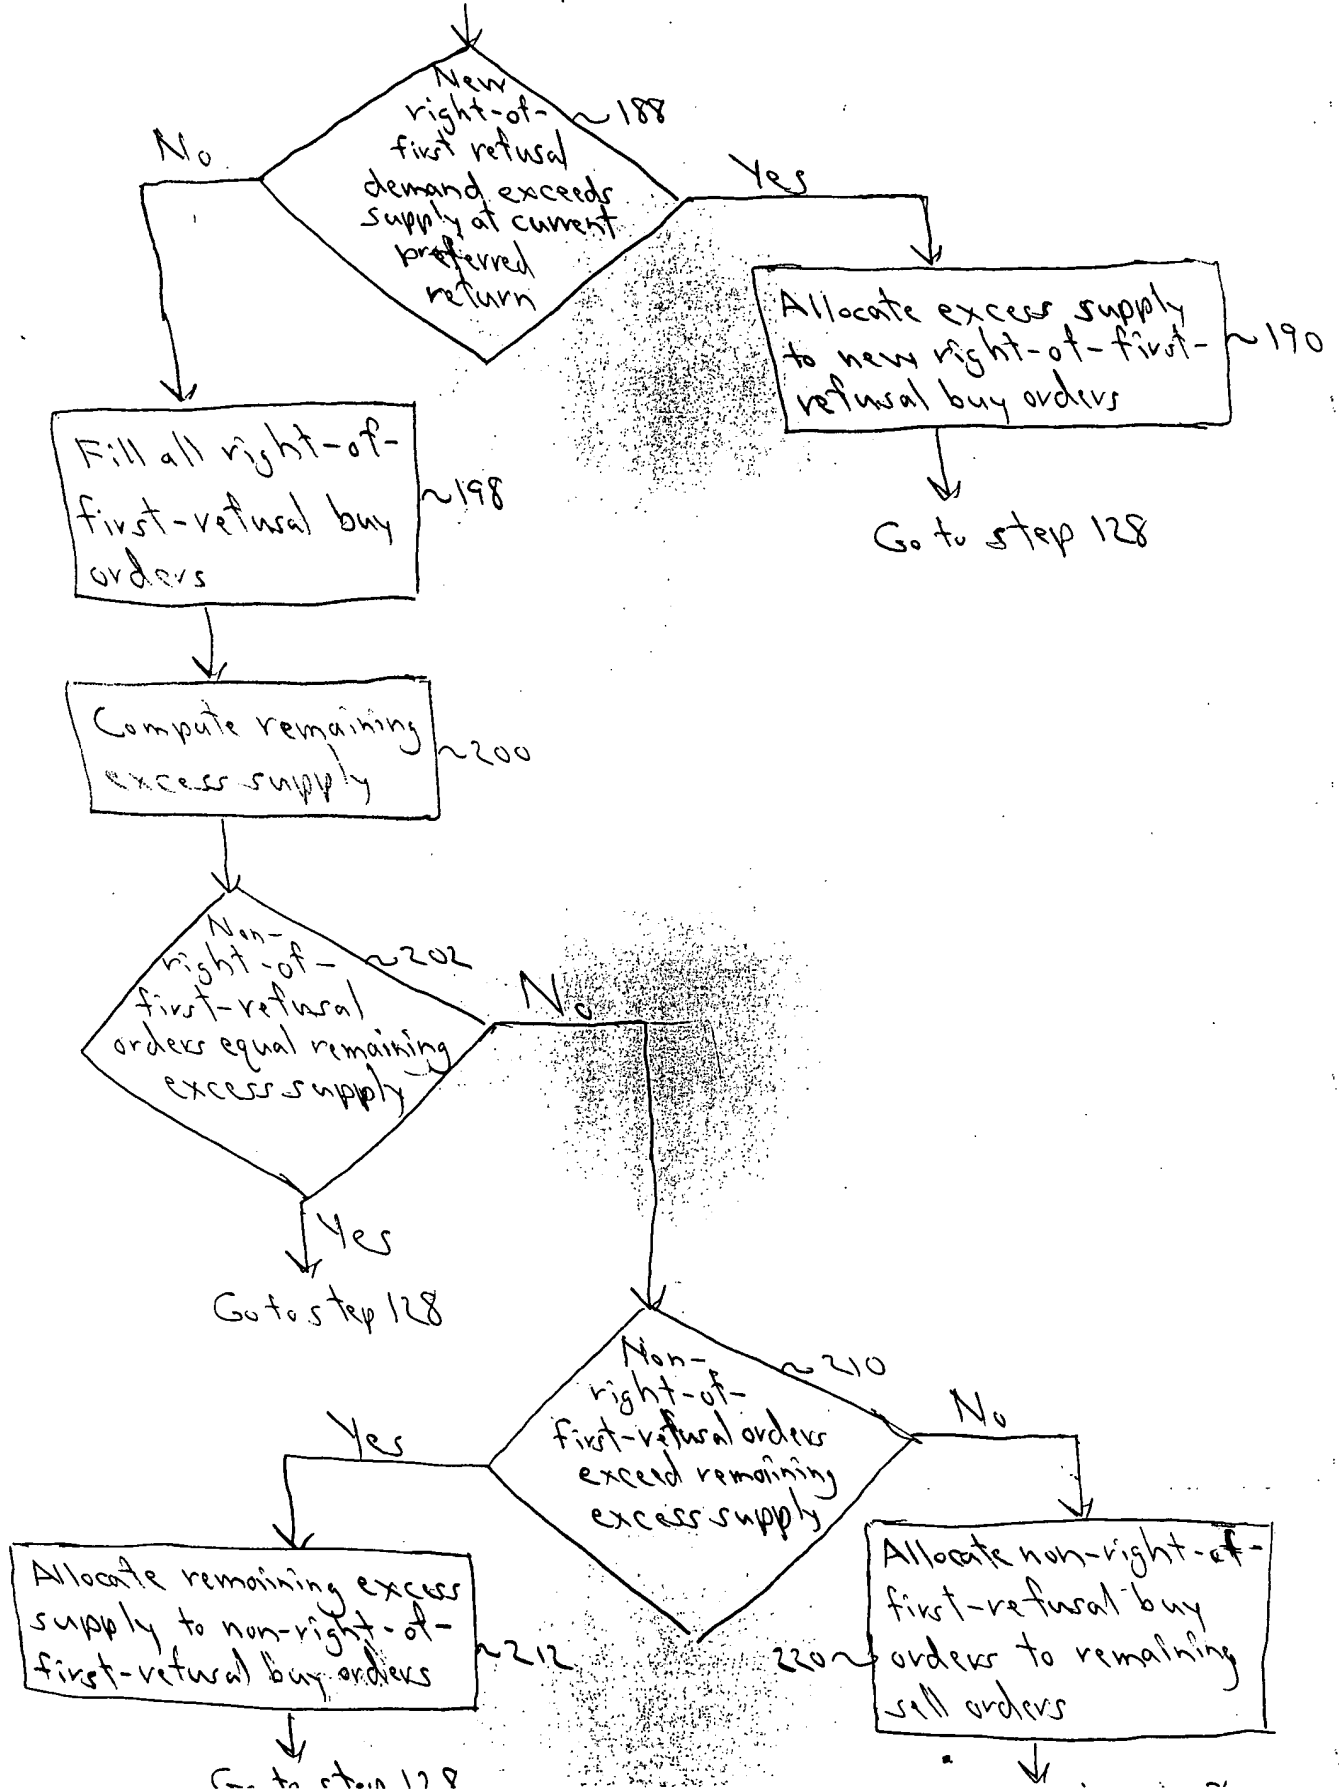 New
right-of-
first refusal
demand exceeds
supply at current
preferred
return
~188
No
Yes
Allocate excess supply
to new right-of-first-
refusal buy orders
~190
Go to step 128
Fill all right-of-
first-refusal buy
orders
~198
Compute remaining
excess supply
~200
Non-
right-of-
first-refusal
orders equal remaining
excess supply
~202
No
Yes
Go to step 128
Non-
right-of-
first-refusal orders
exceed remaining
excess supply
~210
Yes
No
Allocate remaining excess
supply to non-right-of-
first-refusal buy orders
~212
Go to step 128
Allocate non-right-of-
first-refusal buy
orders to remaining
sell orders
220~